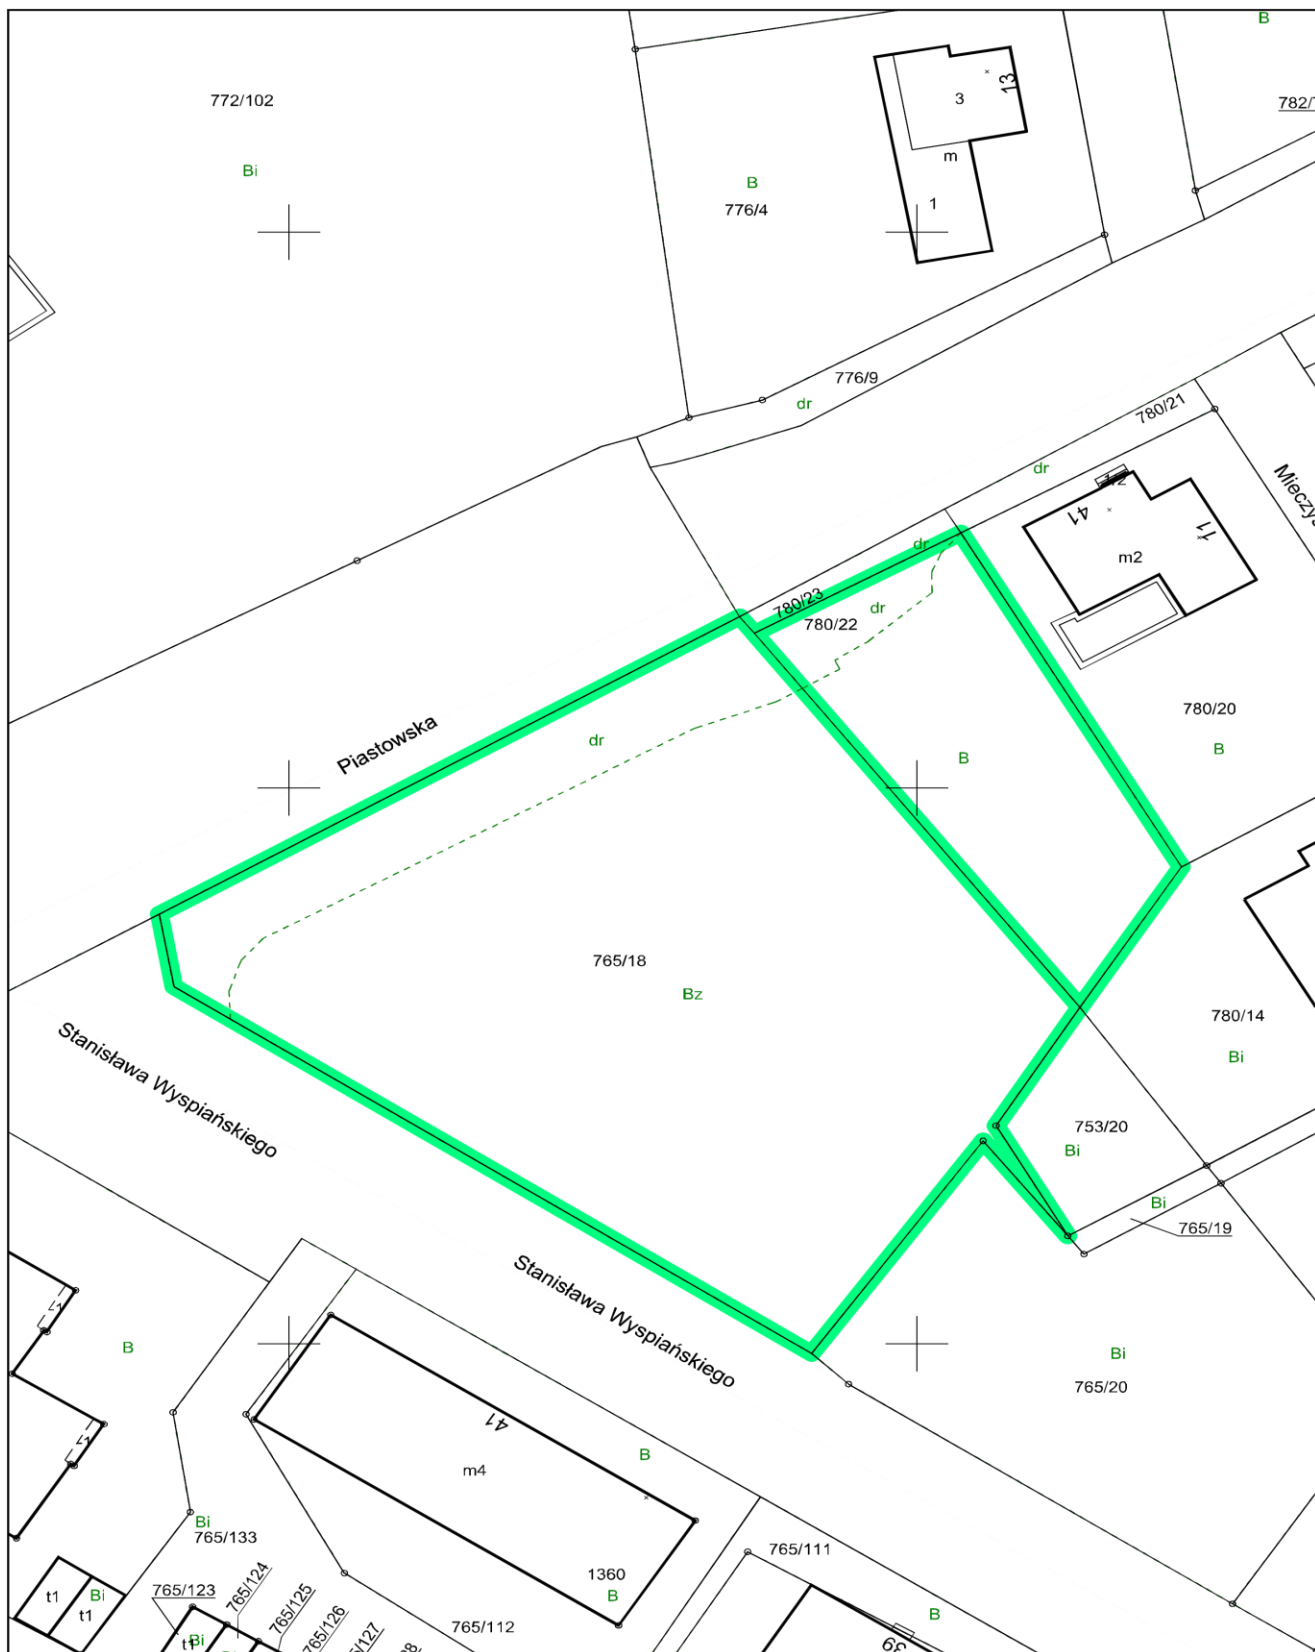 B
772/102
3
13
782/
Bi
m
B
776/4
1
776/9
dr
780/21
dr
41
11
m2
dr
780/23
dr
780/22
780/20
B
Piastowska
dr
B
765/18
Bz
780/14
Bi
Stanisława Wyspiańskiego
753/20
Bi
Bi
765/19
Stanisława Wyspiańskiego
B
Bi
765/20
41
B
m4
Bi
765/133
765/111
1360
B
765/123
765/124
765/125
765/126
t1
Bi
t1
B
765/112
39
t1
Bi